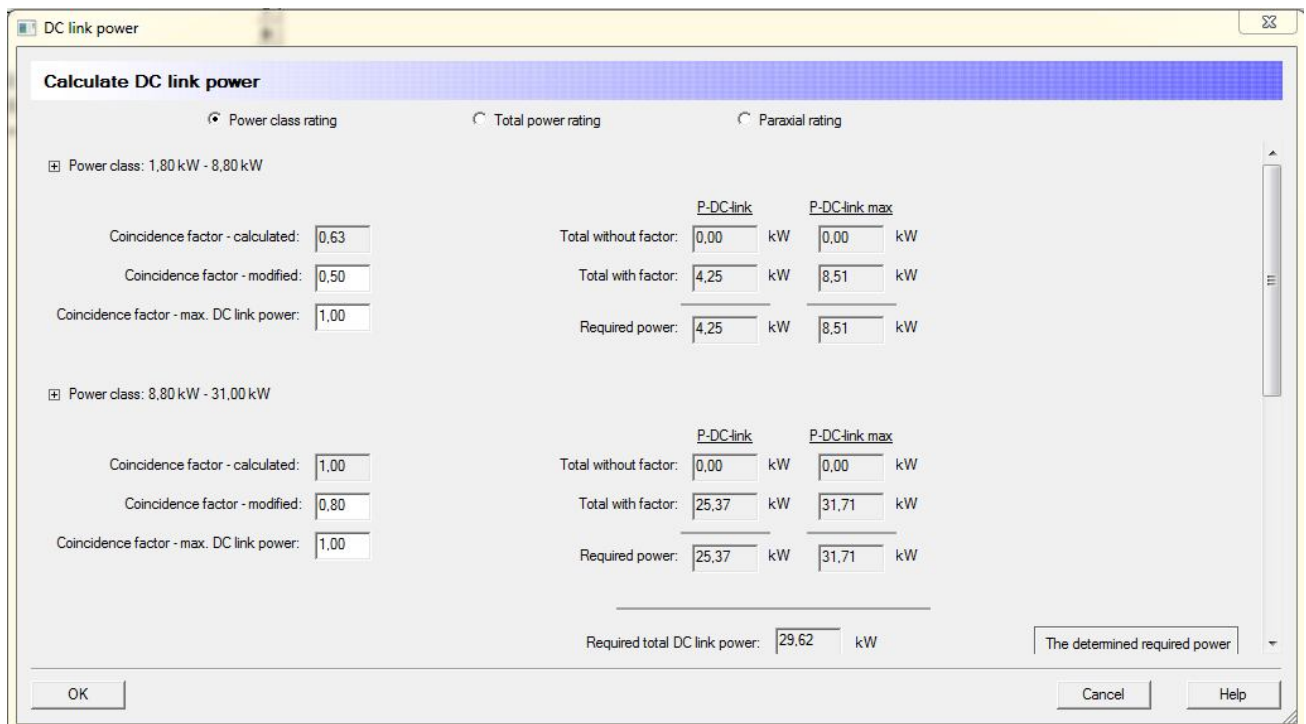 DC link power
Calculate DC link power
Power class rating Total power rating Paraxial rating
Power class: 1,80 kW - 8,80 kW
P-DC-link P-DC-link max
Coincidence factor - calculated: 0,63 Total without factor: 0,00 kW 0,00 kW
Coincidence factor - modified: 0,50 Total with factor: 4,25 kW 8,51 kW
Coincidence factor - max. DC link power: 1,00 Required power: 4,25 kW 8,51 kW
Power class: 8,80 kW - 31,00 kW
P-DC-link P-DC-link max
Coincidence factor - calculated: 1,00 Total without factor: 0,00 kW 0,00 kW
Coincidence factor - modified: 0,80 Total with factor: 25,37 kW 31,71 kW
Coincidence factor - max. DC link power: 1,00 Required power: 25,37 kW 31,71 kW
Required total DC link power: 29,62 kW The determined required power
OK Cancel Help